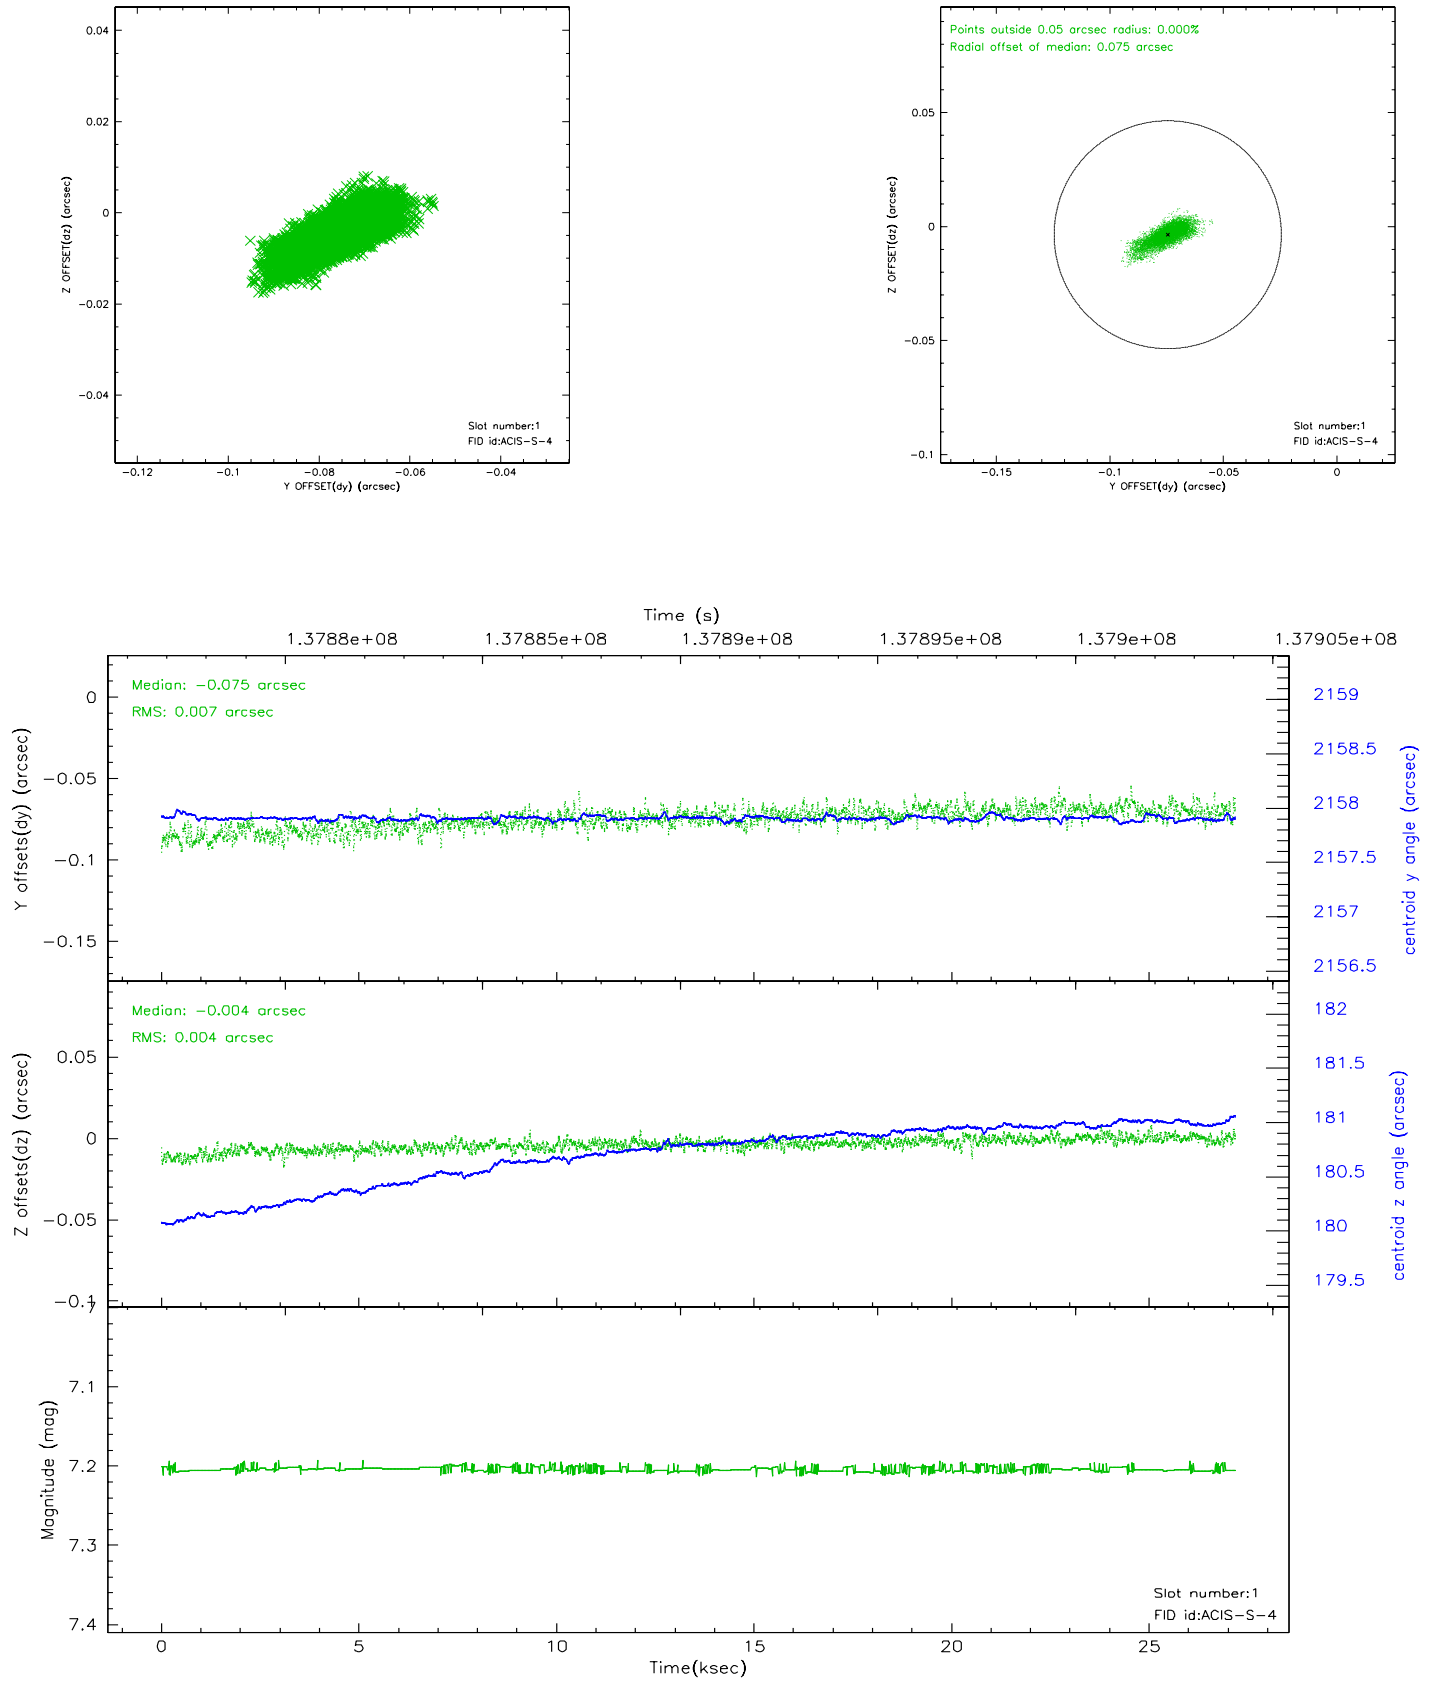 0.04
0.02
0
−0.02
−0.04
Z OFFSET(dz) (arcsec)
−0.12 −0.1 −0.08 −0.06 −0.04
Y OFFSET(dy) (arcsec)
Slot number:1
FID id:ACIS−S−4
Points outside 0.05 arcsec radius: 0.000%
Radial offset of median: 0.075 arcsec
0.05
0
−0.05
−0.1
Z OFFSET(dz) (arcsec)
−0.15 −0.1 −0.05 0
Y OFFSET(dy) (arcsec)
Slot number:1
FID id:ACIS−S−4
Time (s)
1.3788e+08 1.37885e+08 1.3789e+08 1.37895e+08 1.379e+08 1.37905e+08
Median: −0.075 arcsec
RMS: 0.007 arcsec
0
−0.05
−0.1
−0.15
Y offsets(dy) (arcsec)
2159
2158.5
2158
2157.5
2157
2156.5
centroid y angle (arcsec)
Median: −0.004 arcsec
RMS: 0.004 arcsec
0.05
0
−0.05
−0.1
Z offsets(dz) (arcsec)
182
181.5
181
180.5
180
179.5
centroid z angle (arcsec)
7
7.1
7.2
7.3
7.4
Magnitude (mag)
Slot number:1
FID id:ACIS−S−4
0 5 10 15 20 25
Time(ksec)